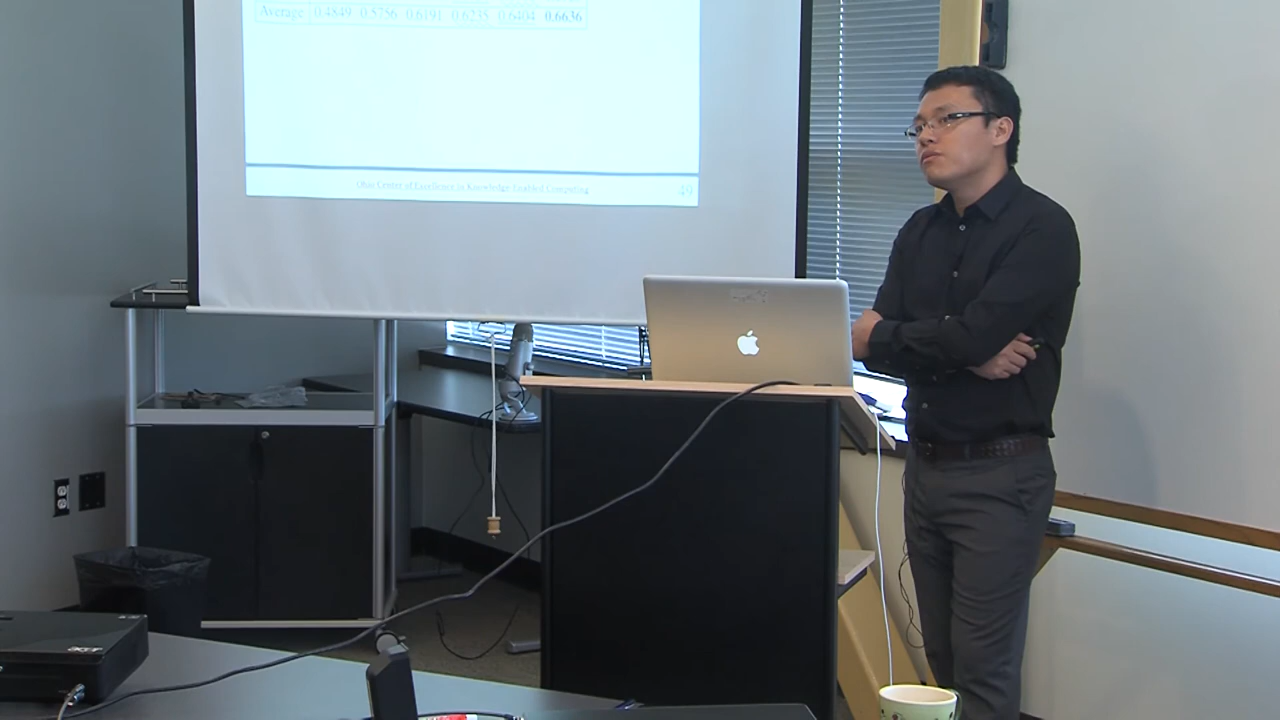 Average 0.4849 0.5756 0.6191 0.6235 0.6404 0.6636
Ohio Center of Excellence in Knowledge-Enabled Computing
49